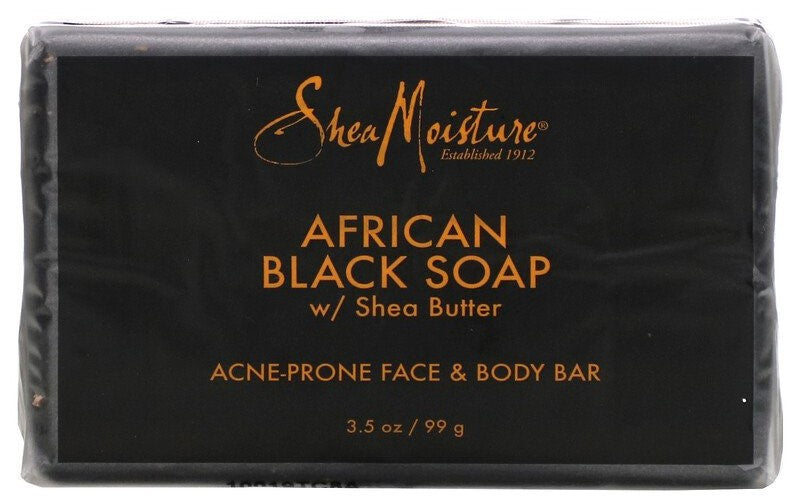 SheaMoisture®
Established 1912
AFRICAN
BLACK SOAP
w/ Shea Butter
ACNE-PRONE FACE & BODY BAR
3.5 oz / 99 g